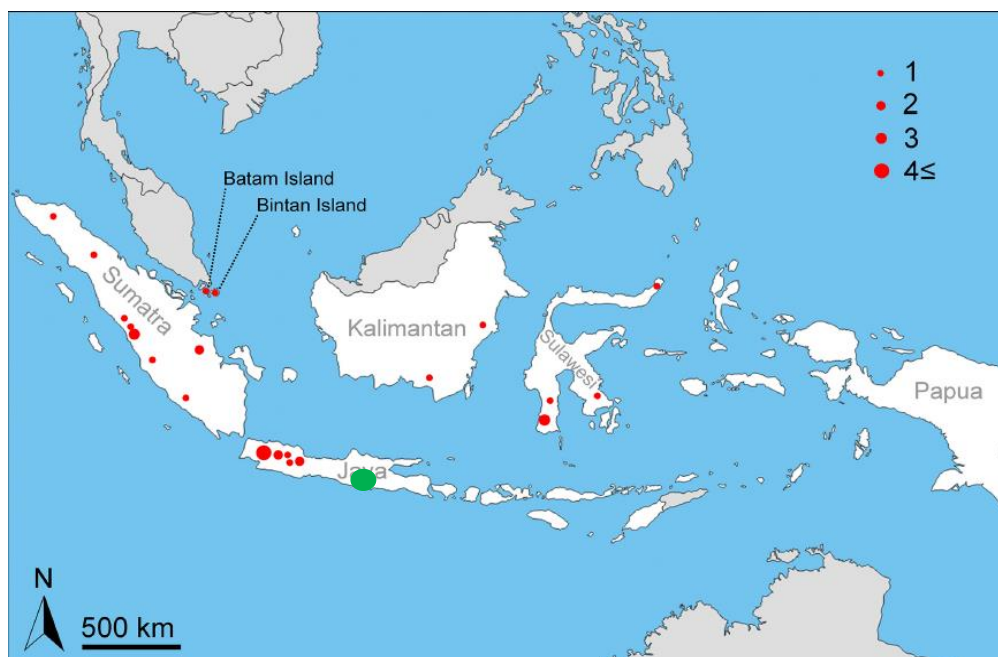 1
2
3
4≤
Batam Island
Bintan Island
Sumatra
Kalimantan
Sulawesi
Papua
Java
N
500 km